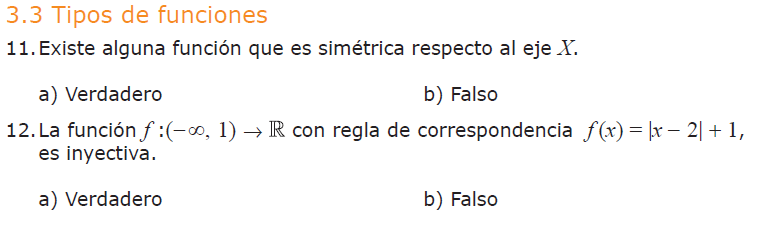 3.3 Tipos de funciones
11. Existe alguna función que es simétrica respecto al eje X.
a) Verdadero b) Falso
12. La función f :(−∞, 1) → ℝ con regla de correspondencia f(x) = |x − 2| + 1,
es inyectiva.
a) Verdadero b) Falso